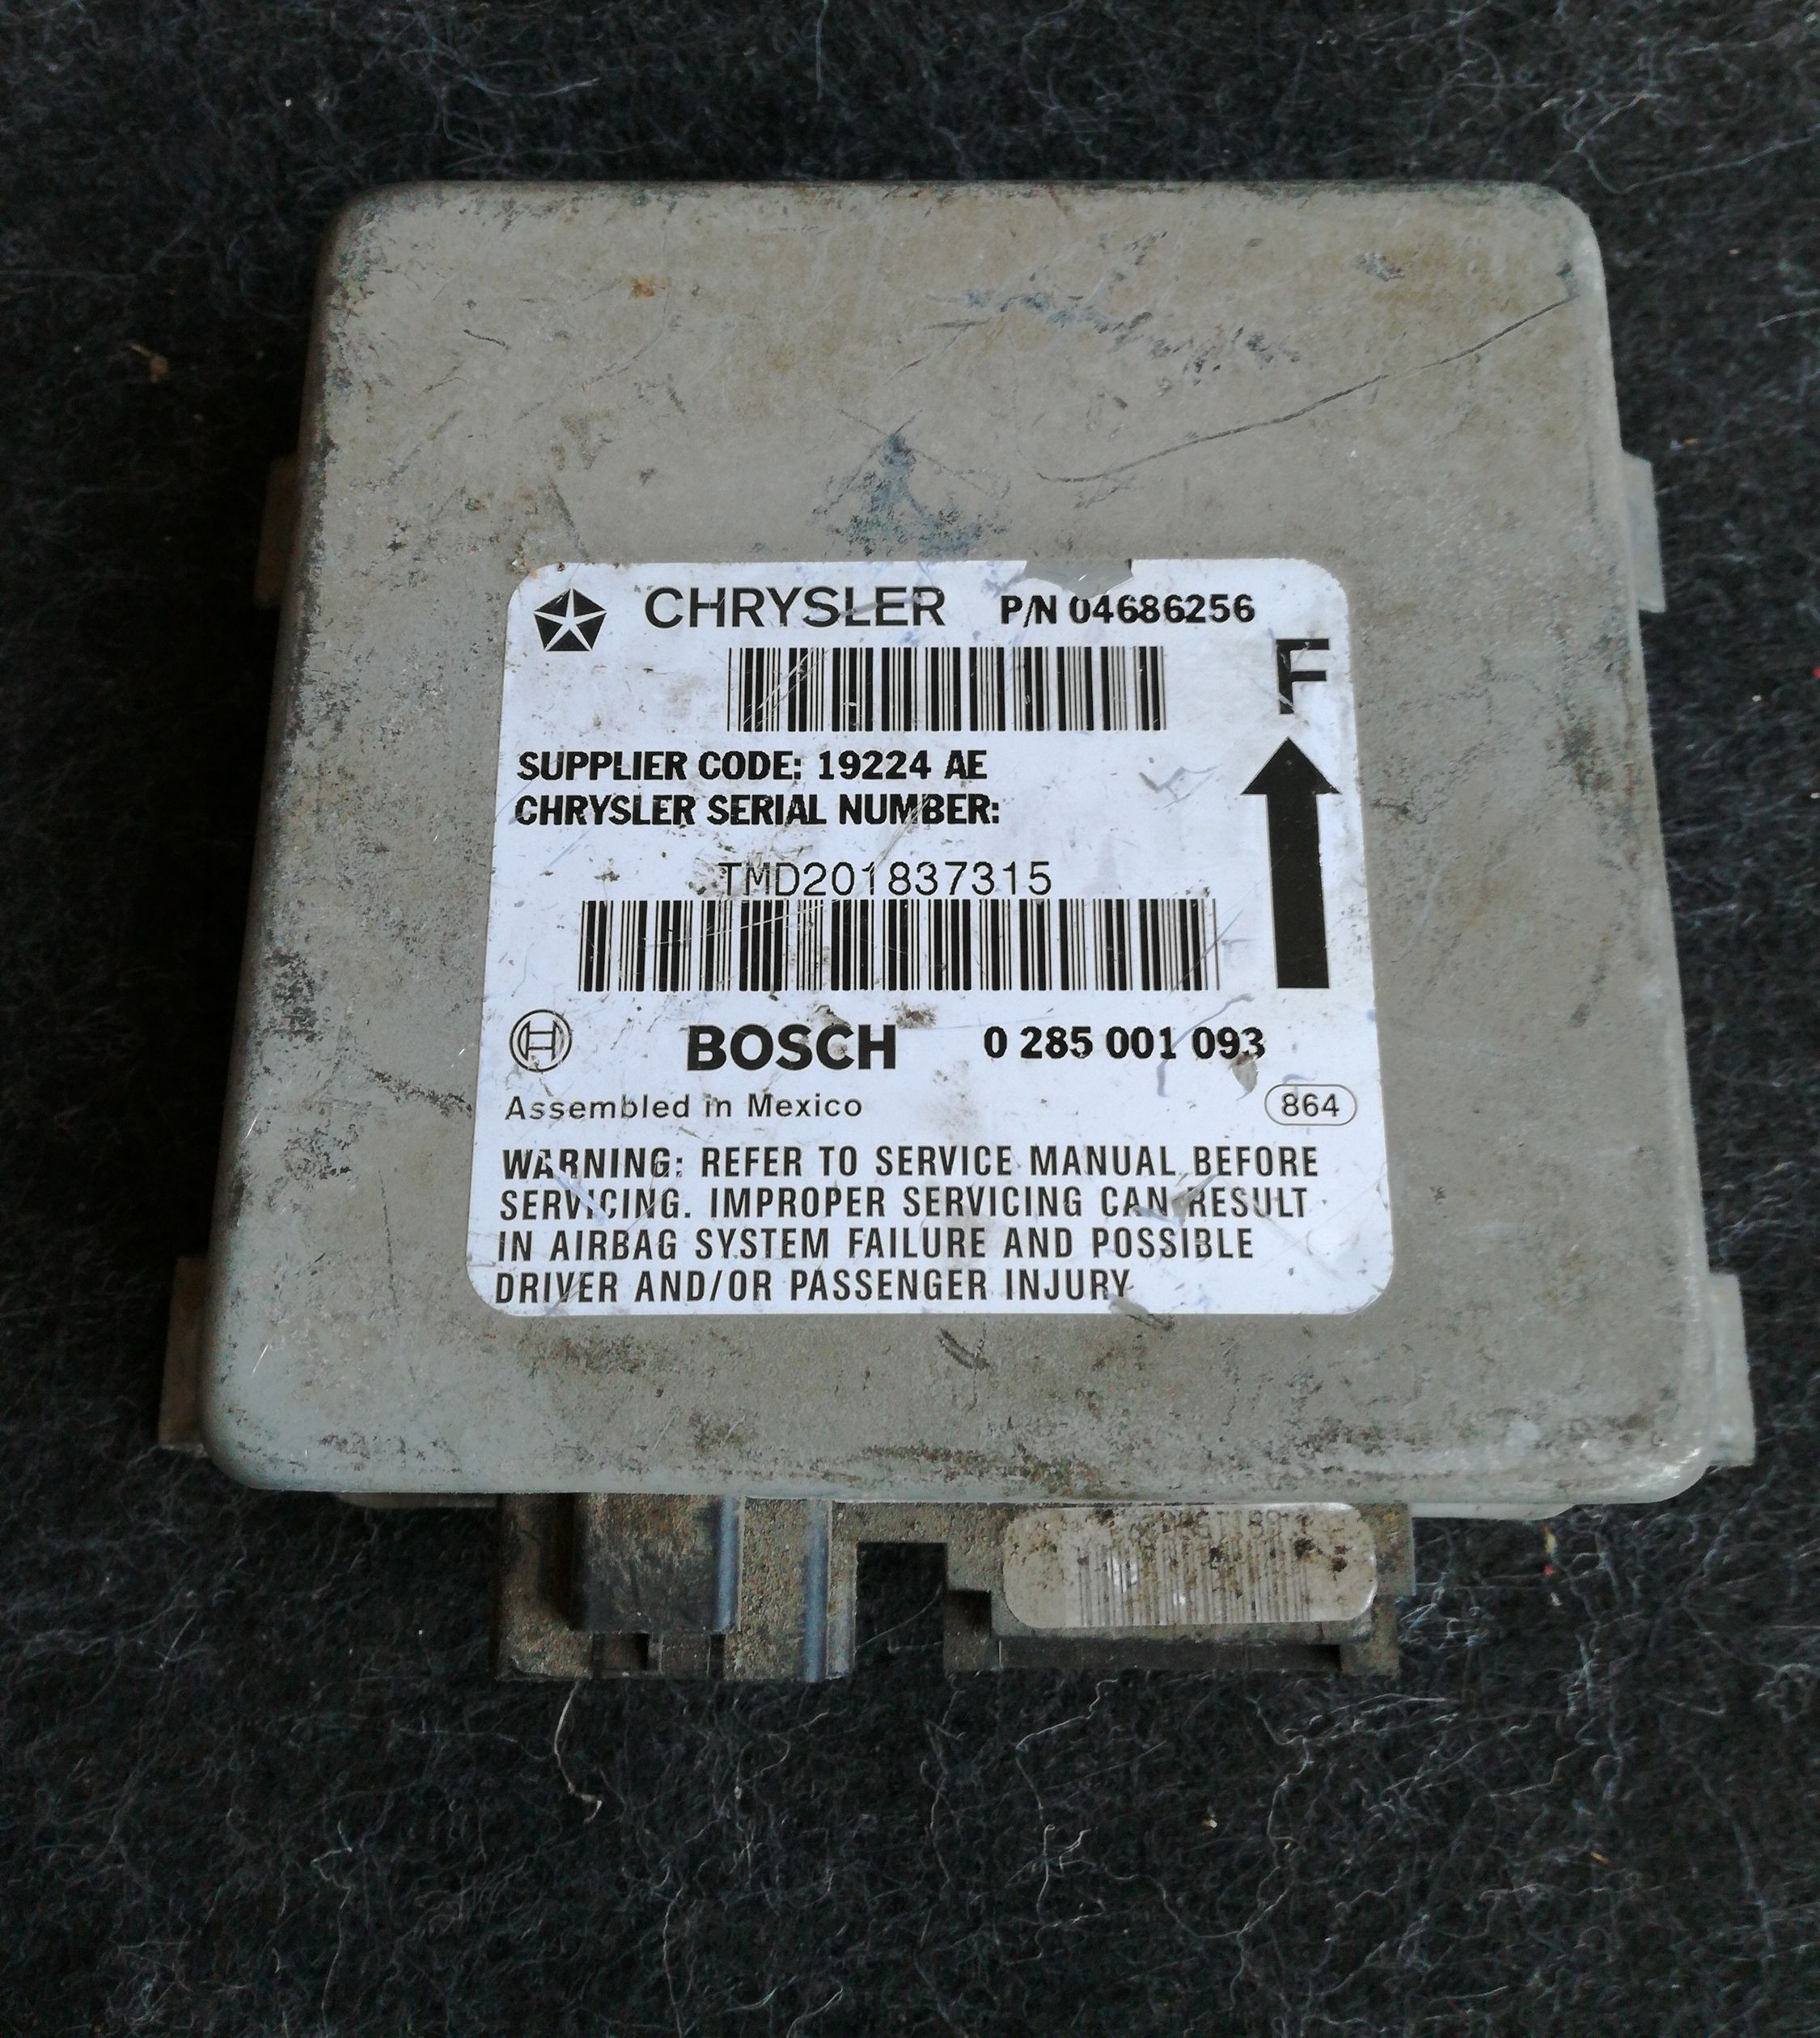 CHRYSLER P/N 04686256
F
SUPPLIER CODE: 19224 AE
CHRYSLER SERIAL NUMBER:
TMD201837315
BOSCH 0 285 001 093
Assembled in Mexico 864
WARNING: REFER TO SERVICE MANUAL BEFORE
SERVICING. IMPROPER SERVICING CAN RESULT
IN AIRBAG SYSTEM FAILURE AND POSSIBLE
DRIVER AND/OR PASSENGER INJURY